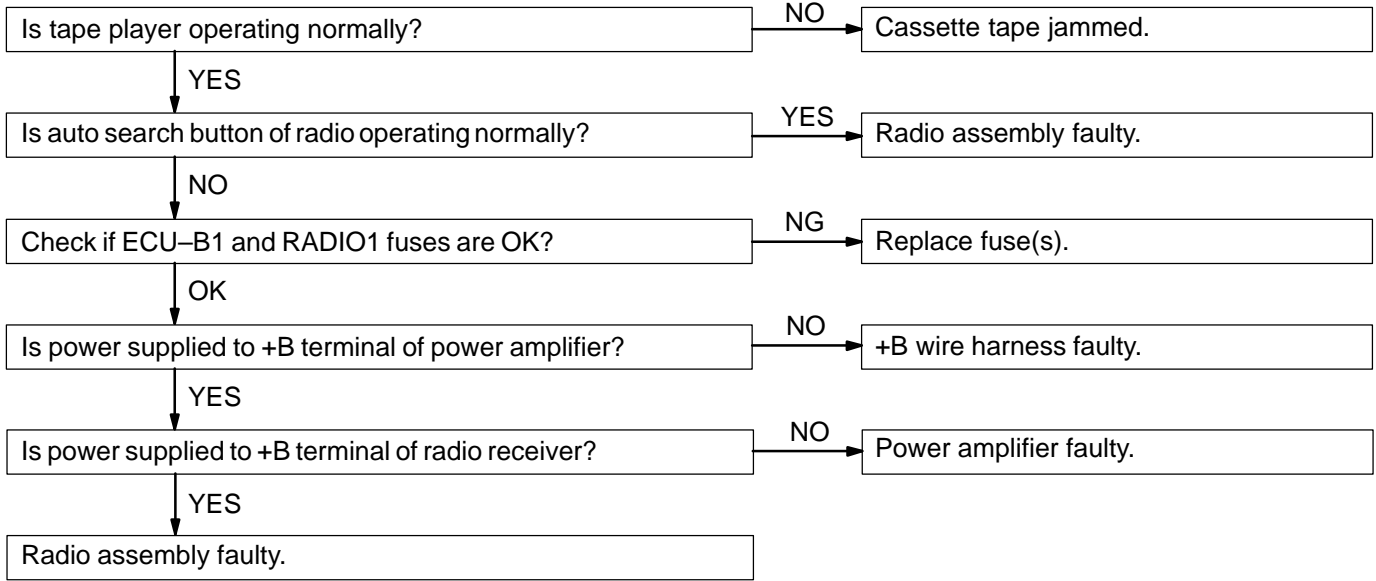 Is tape player operating normally?
NO
Cassette tape jammed.
YES
Is auto search button of radio operating normally?
YES
Radio assembly faulty.
NO
Check if ECU–B1 and RADIO1 fuses are OK?
NG
Replace fuse(s).
OK
Is power supplied to +B terminal of power amplifier?
NO
+B wire harness faulty.
YES
Is power supplied to +B terminal of radio receiver?
NO
Power amplifier faulty.
YES
Radio assembly faulty.